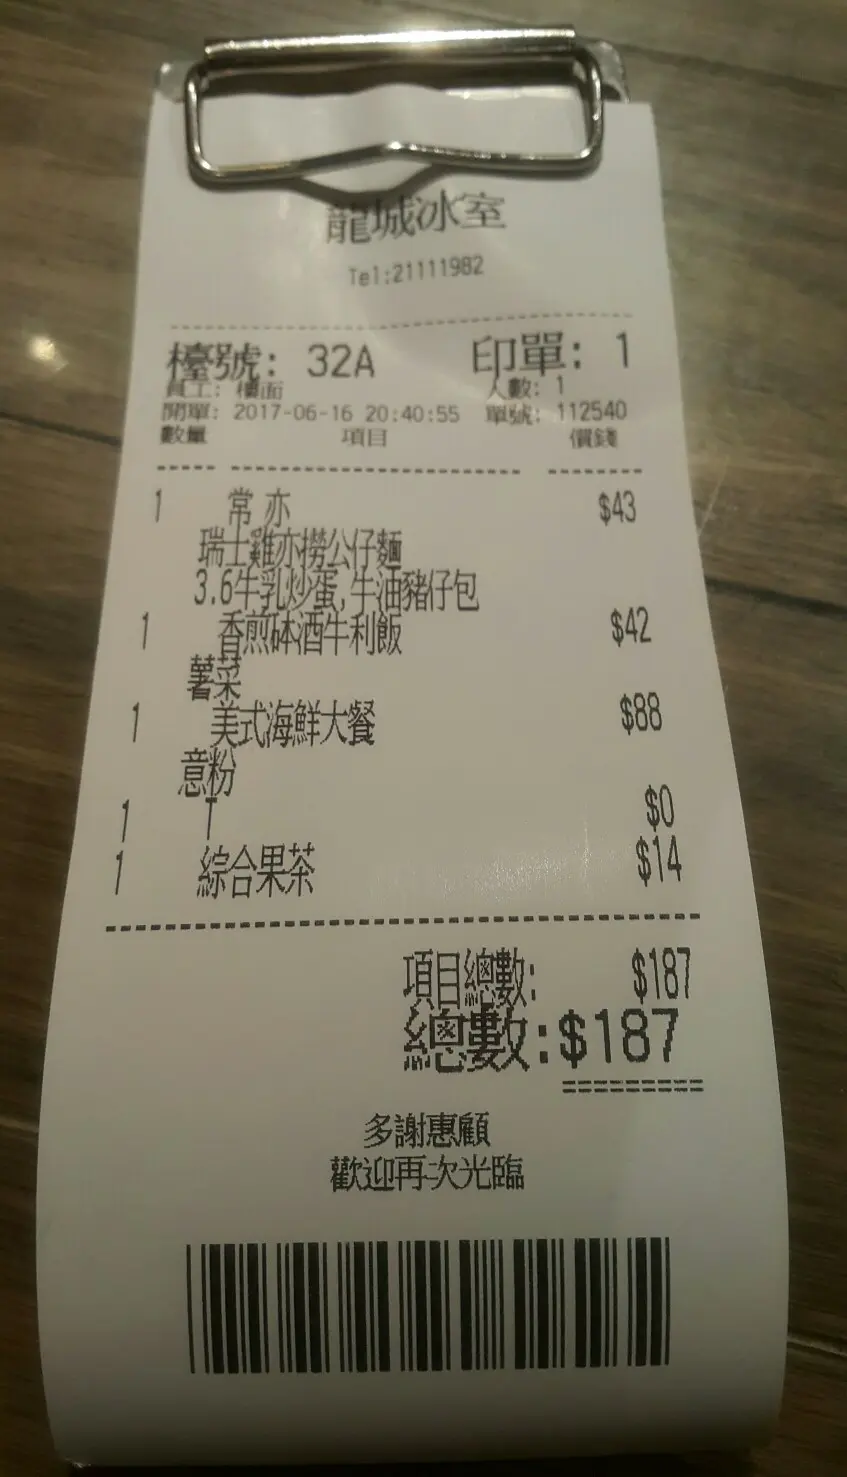 龍城冰室
Tel:21111982
檯號: 32A 印單: 1
員工: 樓面 人數: 1
開單: 2017-06-16 20:40:55 單號: 112540
數量 項目 價錢
1 常亦 $43
瑞士雞亦撈公仔麵
3.6牛乳炒蛋,牛油豬仔包
1 香煎砵酒牛利飯 $42
薯菜
1 美式海鮮大餐 $88
意粉
1 T $0
1 綜合果茶 $14
項目總數: $187
總數:$187
多謝惠顧
歡迎再次光臨